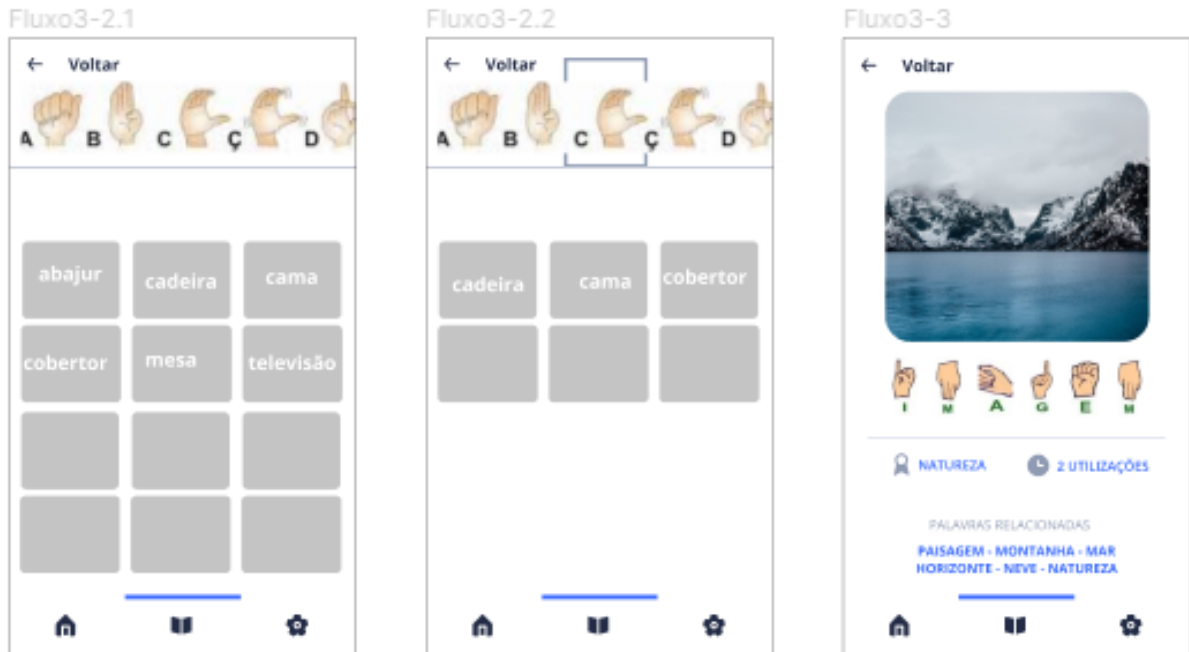 Fluxo3-2.1
Voltar
A B C Ç D
abajur cadeira cama
cobertor mesa televisão
Fluxo3-2.2
Voltar
A B C Ç D
cadeira cama cobertor
Fluxo3-3
Voltar
I M A G E M
NATUREZA 2 UTILIZAÇÕES
PALAVRAS RELACIONADAS
PAISAGEM - MONTANHA - MAR
HORIZONTE - NEVE - NATUREZA